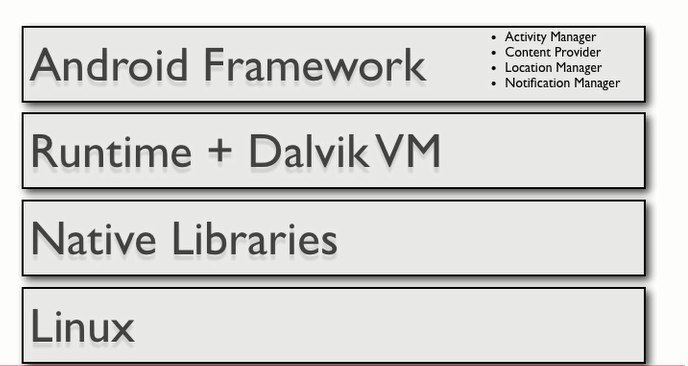 Android Framework
• Activity Manager
• Content Provider
• Location Manager
• Notification Manager
Runtime + Dalvik VM
Native Libraries
Linux